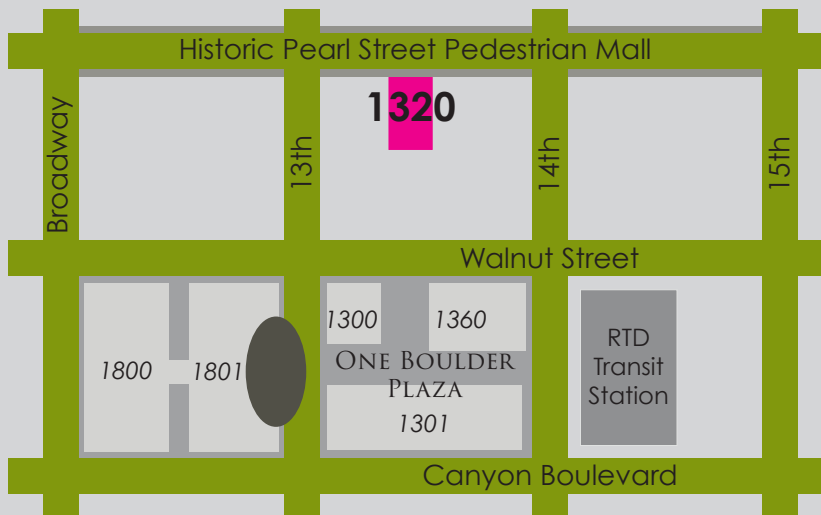 Historic Pearl Street Pedestrian Mall
1320
Broadway
13th
14th
15th
Walnut Street
1300
1360
1800
1801
ONE BOULDER
PLAZA
1301
RTD
Transit
Station
Canyon Boulevard